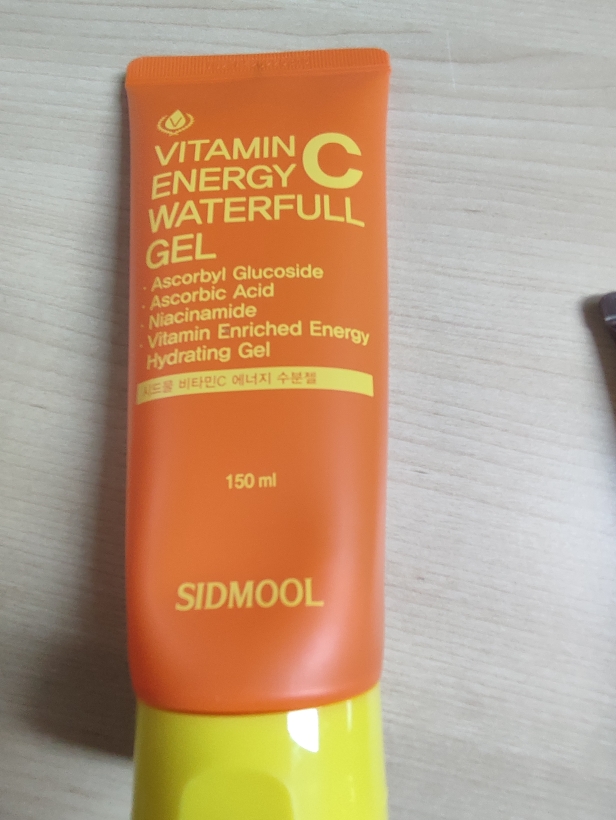 VITAMIN C
ENERGY
WATERFULL
GEL
· Ascorbyl Glucoside
· Ascorbic Acid
· Niacinamide
· Vitamin Enriched Energy
Hydrating Gel
시드물 비타민C 에너지 수분젤
150 ml
SIDMOOL